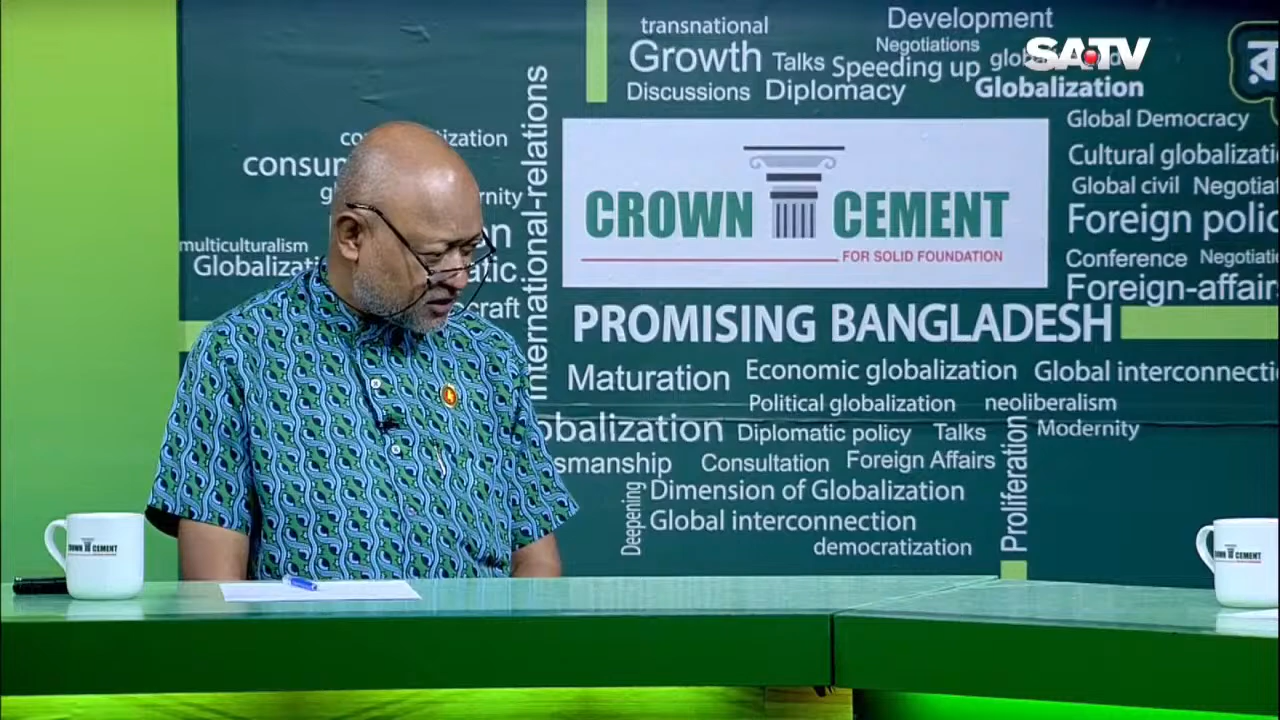 transnational
Development
Growth
Talks
Negotiations
Speeding up
SATV
Discussions
Diplomacy
Globalization
Global Democracy
International-relations
Cultural globalizati
Global civil
Negotiat
Foreign polic
Conference
Negotiatio
Foreign-affair
multiculturalism
Globalizati
CROWN CEMENT
FOR SOLID FOUNDATION
PROMISING BANGLADESH
Maturation
Economic globalization
Global interconnecti
Political globalization
neoliberalism
obalization
Diplomatic policy
Talks
Modernity
smanship
Consultation
Foreign Affairs
Proliferation
Deepening
Dimension of Globalization
Global interconnection
democratization
CROWN CEMENT
CEMENT